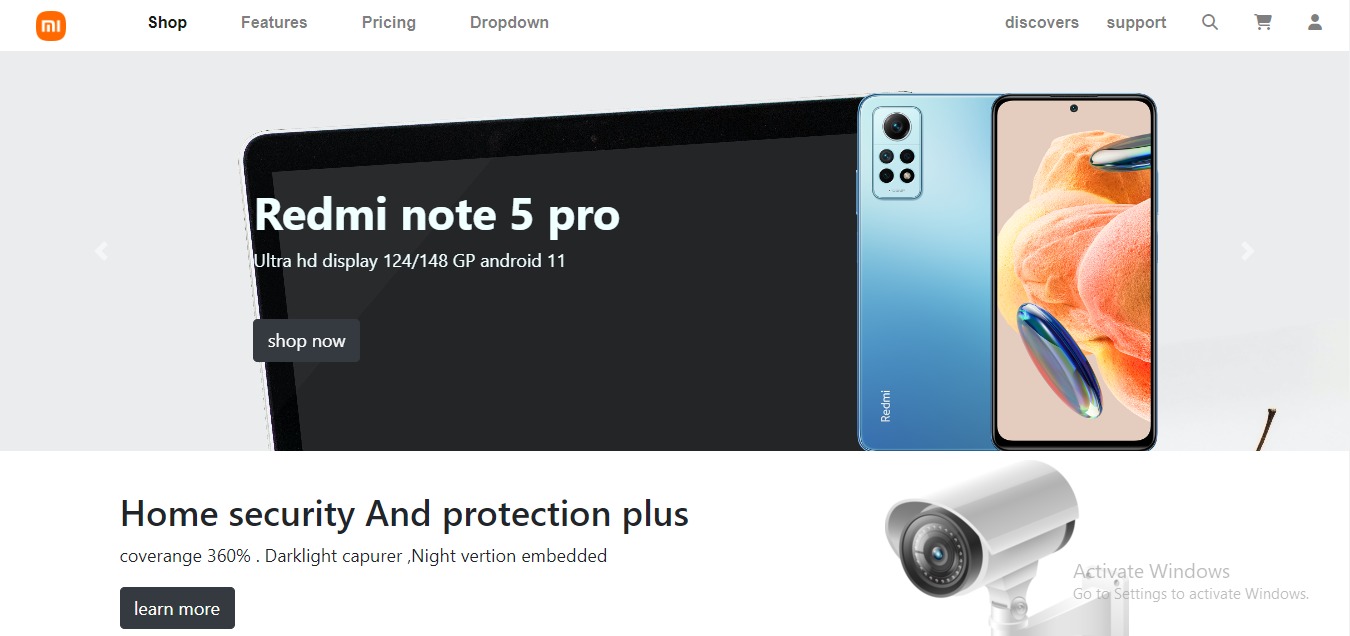 mi
Shop Features Pricing Dropdown discovers support
Redmi note 5 pro
Ultra hd display 124/148 GP android 11
shop now
Redmi
Home security And protection plus
coverange 360% . Darklight capurer ,Night vertion embedded
learn more
Activate Windows
Go to Settings to activate Windows.